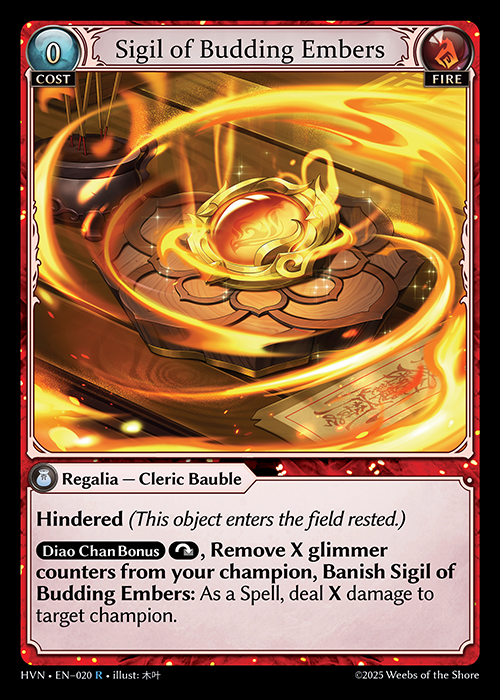 0
COST
Sigil of Budding Embers
FIRE
Regalia — Cleric Bauble
Hindered (This object enters the field rested.)
Diao Chan Bonus , Remove X glimmer
counters from your champion, Banish Sigil of
Budding Embers: As a Spell, deal X damage to
target champion.
HVN • EN-020 R • illust: 木叶
©2025 Weebs of the Shore